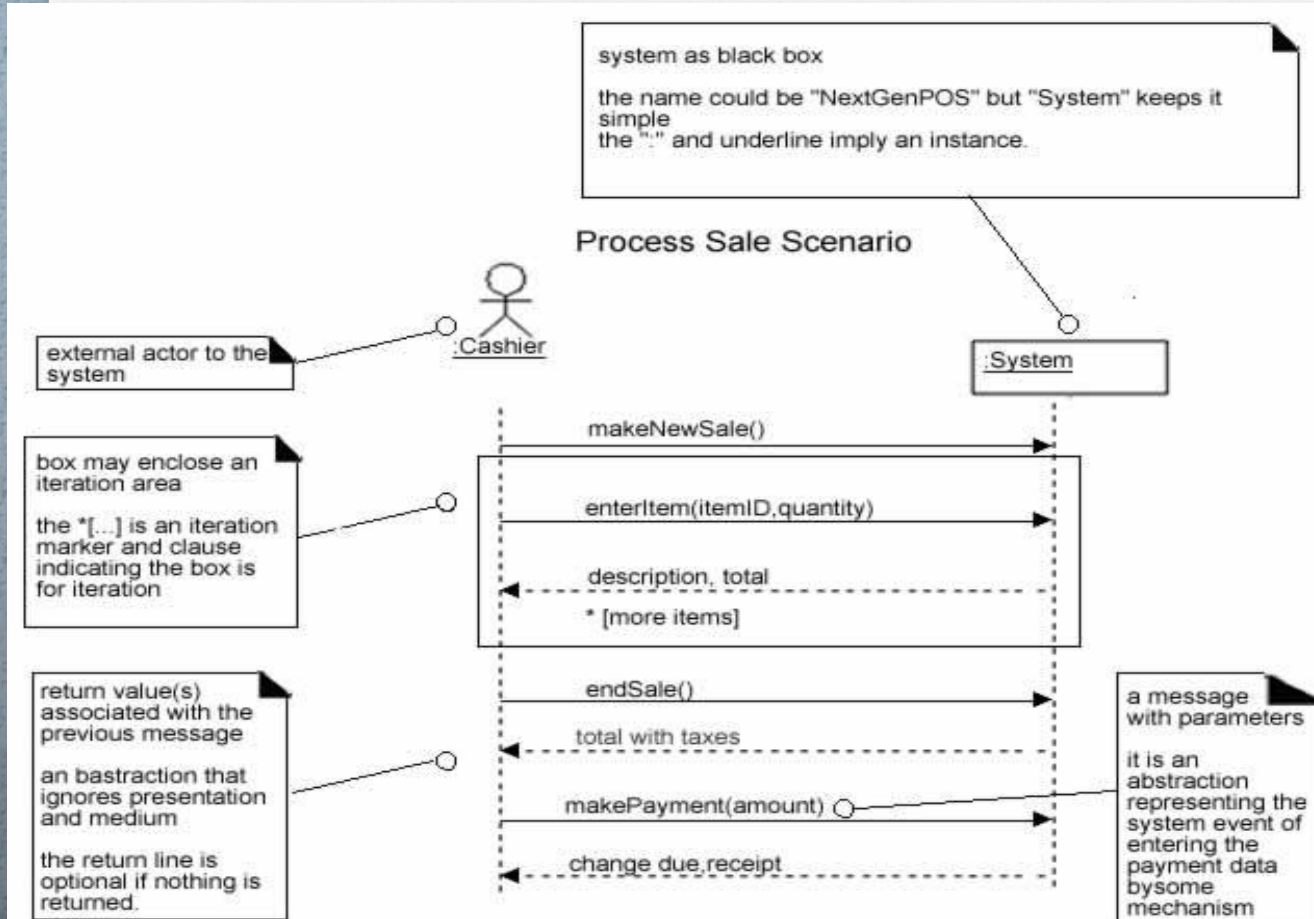 system as black box
the name could be "NextGenPOS" but "System" keeps it
simple
the ":" and underline imply an instance.
Process Sale Scenario
external actor to the
system
:Cashier
:System
makeNewSale()
box may enclose an
iteration area
the *[...] is an iteration
marker and clause
indicating the box is
for iteration
enterItem(itemID,quantity)
description, total
* [more items]
return value(s)
associated with the
previous message
an bastraction that
ignores presentation
and medium
the return line is
optional if nothing is
returned.
endSale()
total with taxes
makePayment(amount)
change due,receipt
a message
with parameters
it is an
abstraction
representing the
system event of
entering the
payment data
bysome
mechanism